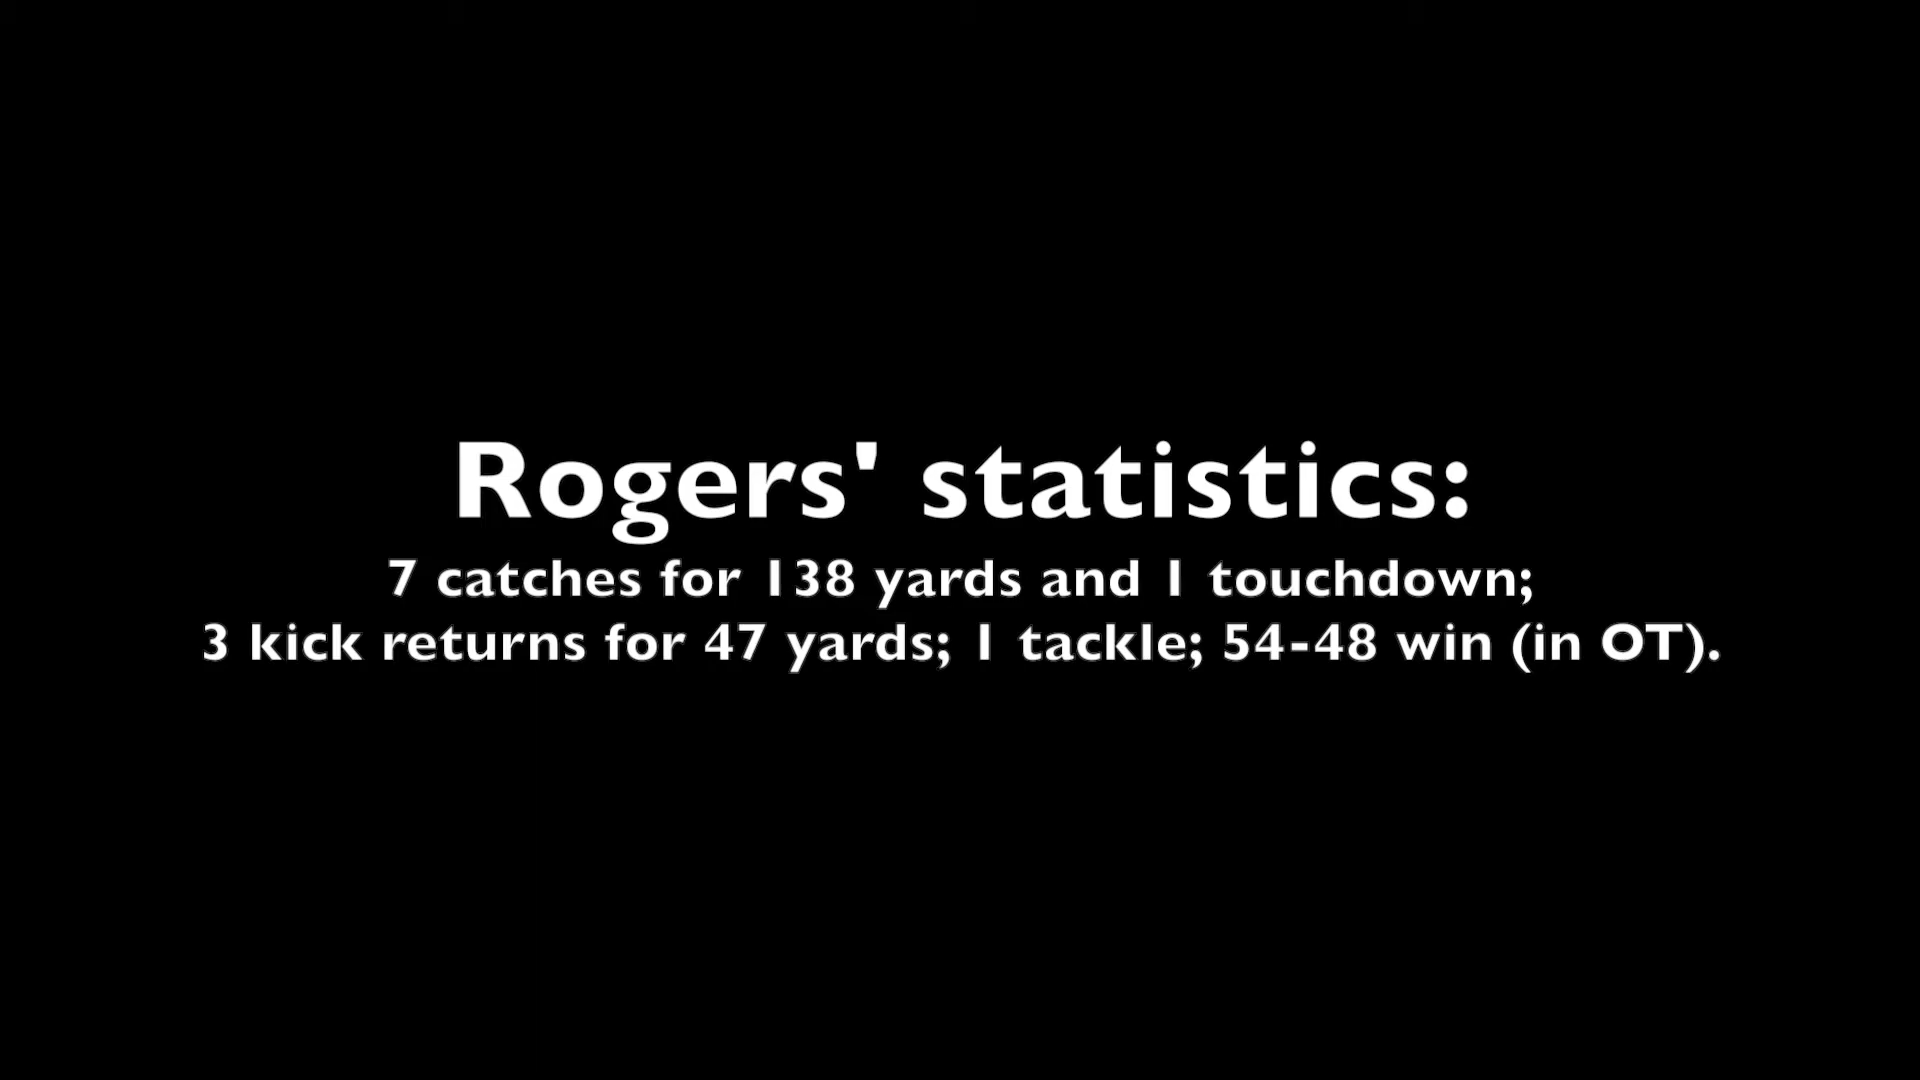 Rogers' statistics:
7 catches for 138 yards and 1 touchdown;
3 kick returns for 47 yards; 1 tackle; 54-48 win (in OT).